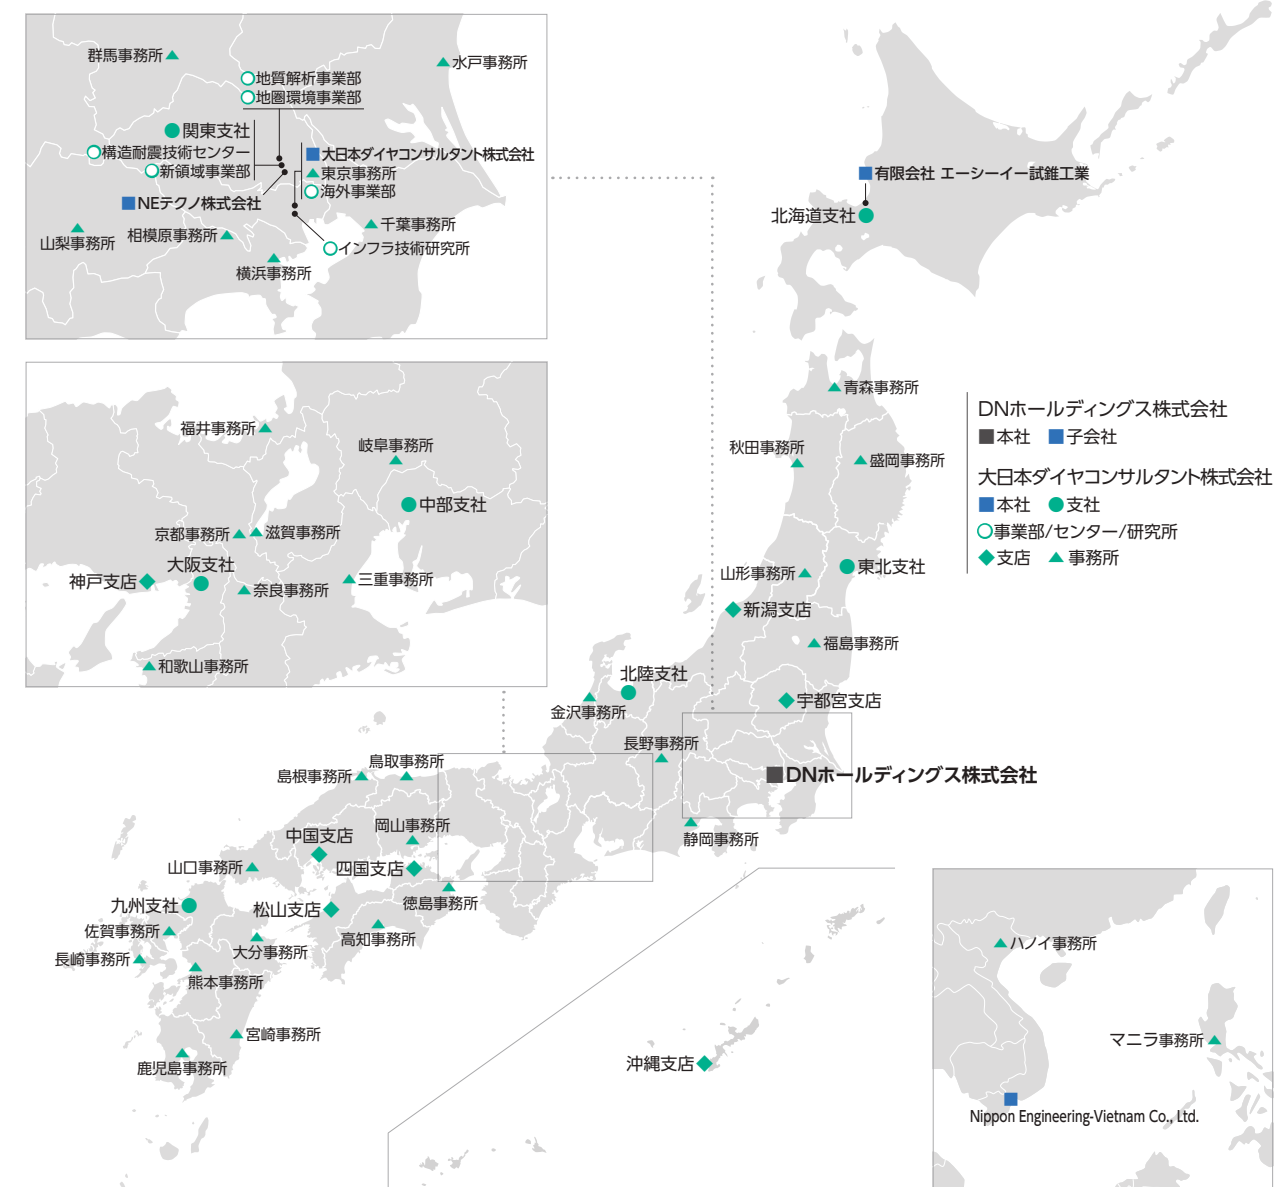 群馬事務所
水戸事務所
地質解析事業部
地圏環境事業部
関東支社
構造耐震技術センター
新領域事業部
大日本ダイヤコンサルタント株式会社
東京事務所
海外事業部
NEテクノ株式会社
山梨事務所
相模原事務所
千葉事務所
インフラ技術研究所
横浜事務所
有限会社 エーシーイー試錐工業
北海道支社
福井事務所
岐阜事務所
中部支社
京都事務所
滋賀事務所
大阪支社
神戸支店
奈良事務所
三重事務所
和歌山事務所
青森事務所
秋田事務所
盛岡事務所
山形事務所
東北支社
新潟支店
福島事務所
宇都宮支店
DNホールディングス株式会社
本社 子会社
大日本ダイヤコンサルタント株式会社
本社 支社
事業部/センター/研究所
支店 事務所
北陸支社
金沢事務所
長野事務所
DNホールディングス株式会社
静岡事務所
鳥取事務所
島根事務所
岡山事務所
中国支店
山口事務所
四国支店
九州支社
松山支店
徳島事務所
佐賀事務所
高知事務所
大分事務所
長崎事務所
熊本事務所
宮崎事務所
鹿児島事務所
沖縄支店
ハノイ事務所
マニラ事務所
Nippon Engineering-Vietnam Co., Ltd.